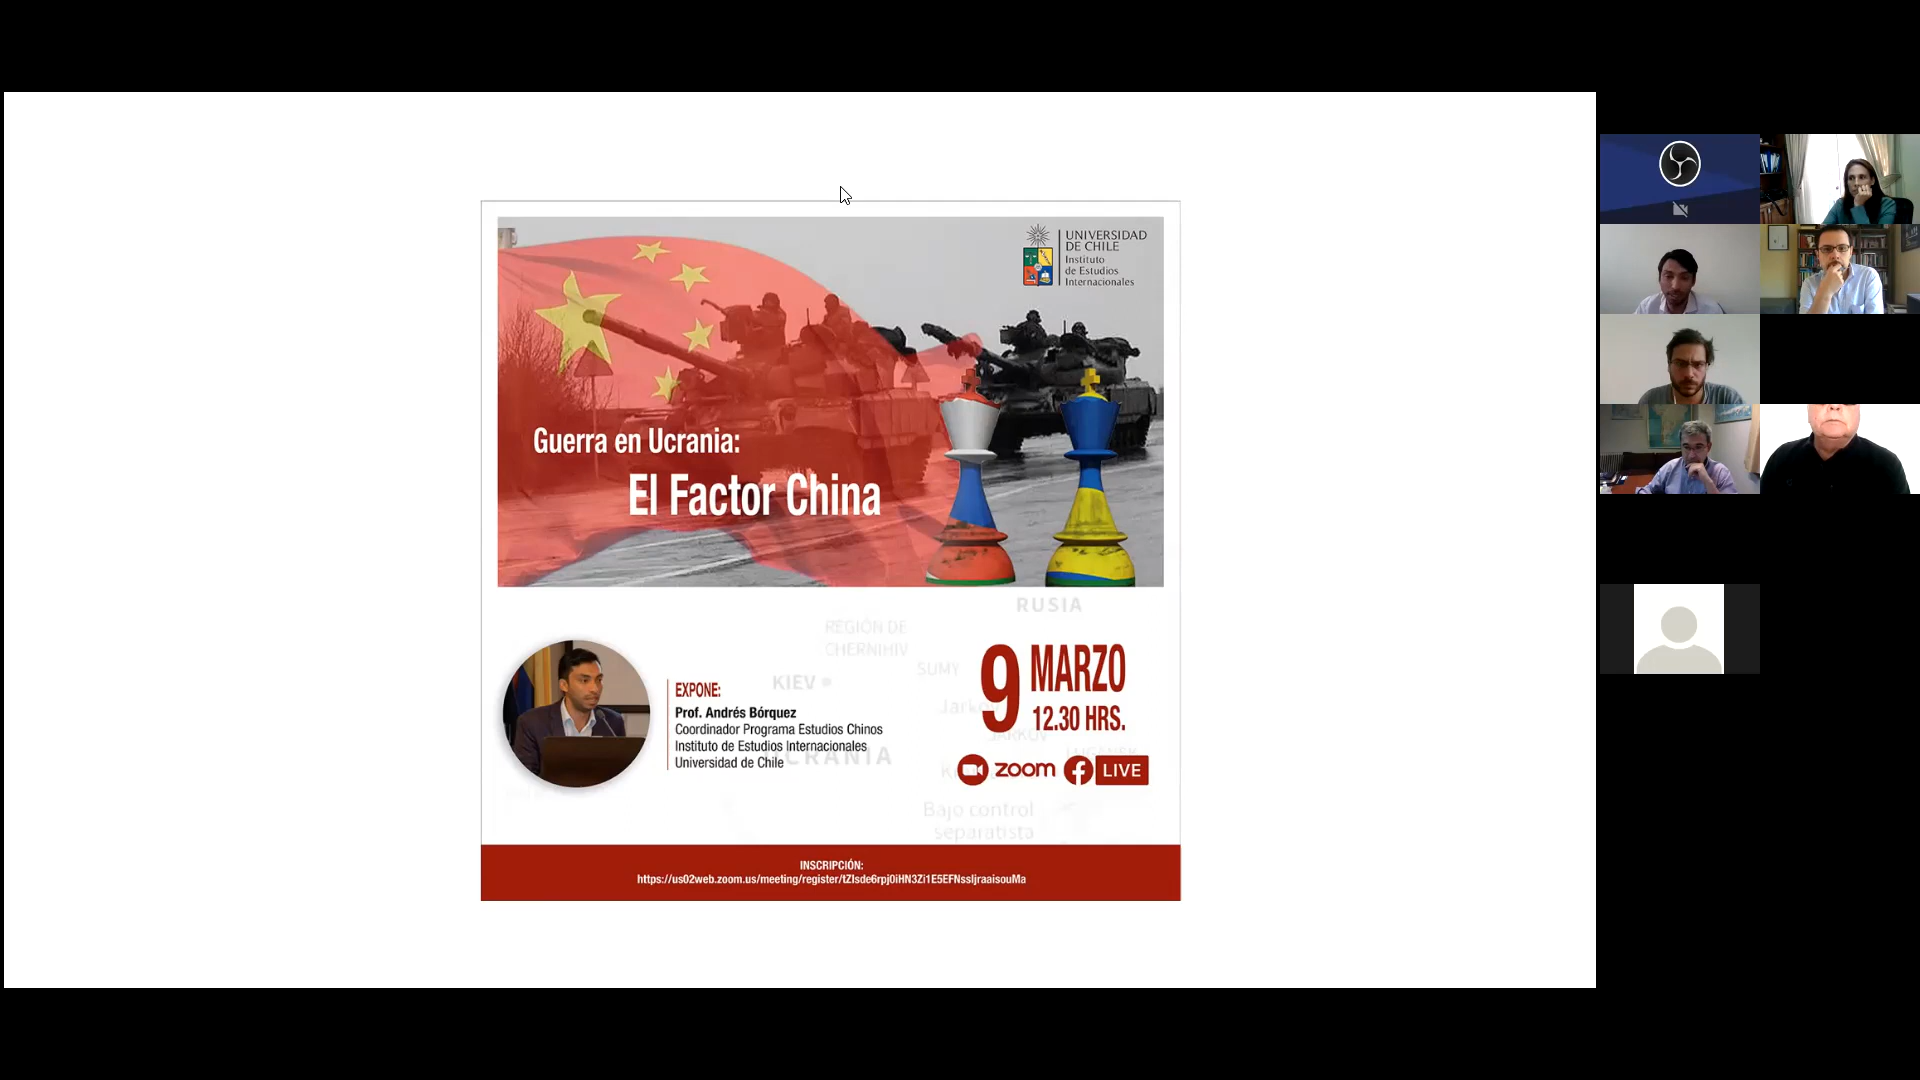 UNIVERSIDAD
DE CHILE
Instituto
de Estudios
Internacionales
Guerra en Ucrania:
El Factor China
RUSIA
REGIÓN DE
CHERNIHIV
SUMY
KIEV
JARKOV
UCRANIA
Bajo control
separatista
EXPONE:
Prof. Andrés Bórquez
Coordinador Programa Estudios Chinos
Instituto de Estudios Internacionales
Universidad de Chile
9 MARZO
12.30 HRS.
zoom LIVE
INSCRIPCIÓN:
https://us02web.zoom.us/meeting/register/tZIsde6rpj0iHN3Zi1E5EFNssljraaisouMa